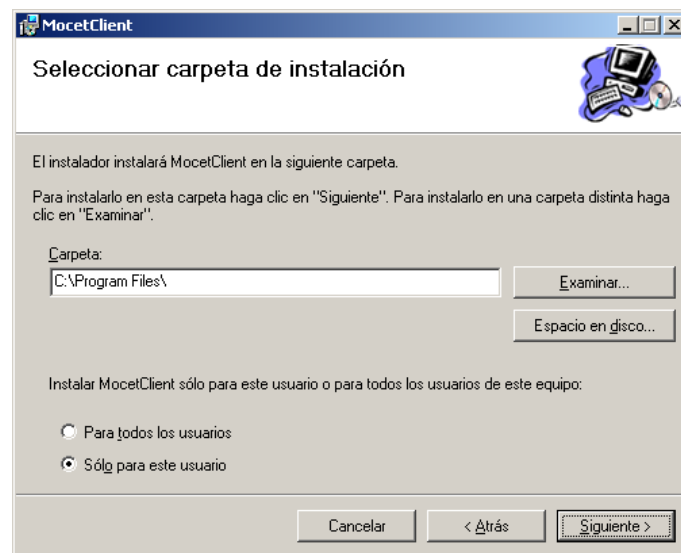 MocetClient
Seleccionar carpeta de instalación
El instalador instalará MocetClient en la siguiente carpeta.
Para instalarlo en esta carpeta haga clic en "Siguiente". Para instalarlo en una carpeta distinta haga
clic en "Examinar".
Carpeta:
C:\Program Files\
Examinar...
Espacio en disco...
Instalar MocetClient sólo para este usuario o para todos los usuarios de este equipo:
Para todos los usuarios
Sólo para este usuario
Cancelar
< Atrás
Siguiente >